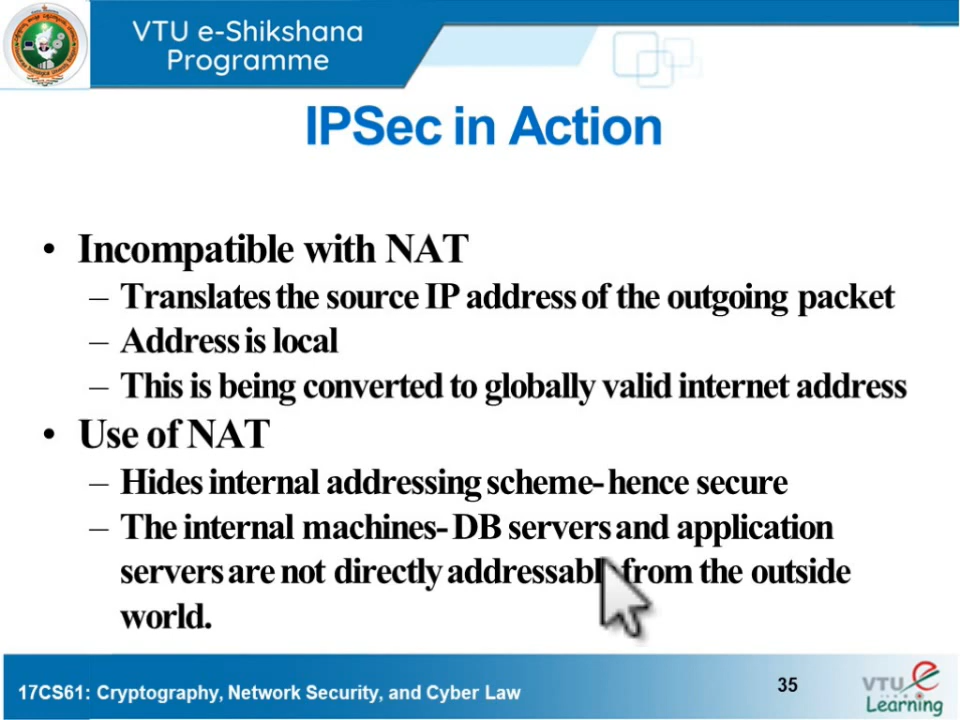 VTU e-Shikshana
Programme
IPSec in Action
• Incompatible with NAT
– Translates the source IP address of the outgoing packet
– Address is local
– This is being converted to globally valid internet address
• Use of NAT
– Hides internal addressing scheme- hence secure
– The internal machines- DB servers and application
servers are not directly addressable from the outside
world.
17CS61: Cryptography, Network Security, and Cyber Law
35
VTU e
Learning